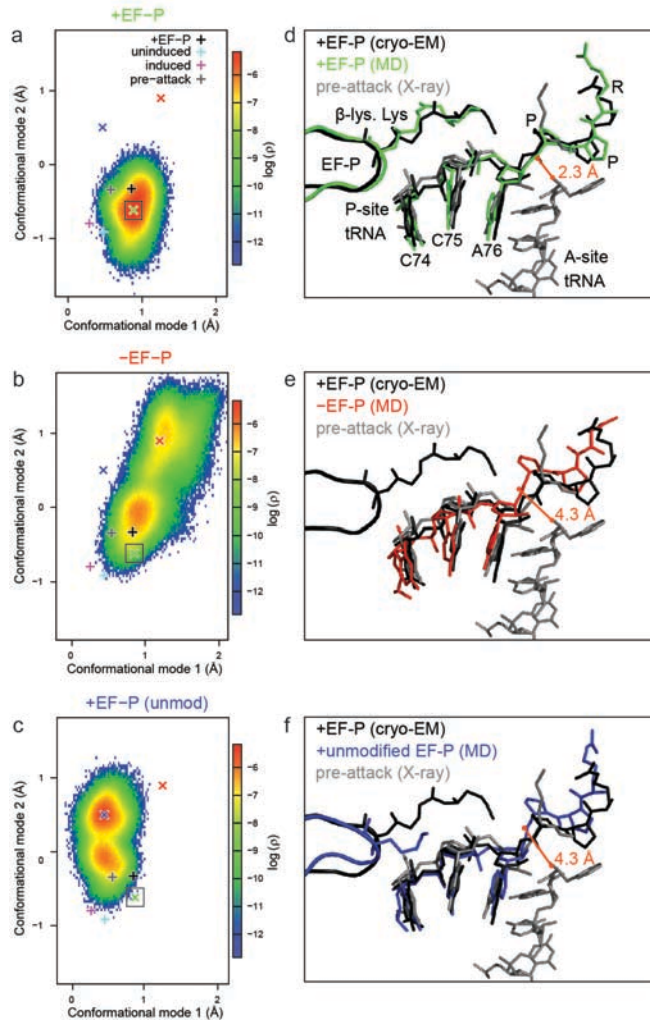 a
+EF-P
+EF-P
uninduced
induced
pre-attack
Conformational mode 2 (Å)
0
−1
0
1
2
Conformational mode 1 (Å)
−6
−7
−8
−9
−10
−11
−12
log (ρ)
d
+EF-P (cryo-EM)
+EF-P (MD)
pre-attack (X-ray)
β-lys. Lys
EF-P
R
P
P
2.3 Å
P-site
tRNA
C74
C75
A76
A-site
tRNA
b
−EF−P
Conformational mode 2 (Å)
1
0
−1
0
1
2
Conformational mode 1 (Å)
−6
−7
−8
−9
−10
−11
−12
log (ρ)
e
+EF-P (cryo-EM)
−EF-P (MD)
pre-attack (X-ray)
4.3 Å
c
+EF−P (unmod)
Conformational mode 2 (Å)
1
0
−1
0
1
2
Conformational mode 1 (Å)
−6
−7
−8
−9
−10
−11
−12
log (ρ)
f
+EF-P (cryo-EM)
+unmodified EF-P (MD)
pre-attack (X-ray)
4.3 Å